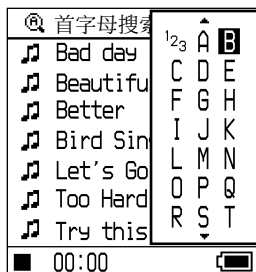 首字母搜索
Bad day
Beautifu
Better
Bird Sin
Let's Go
Too Hard
Try this
123 A B
C D E
F G H
I J K
L M N
O P Q
R S T
00:00